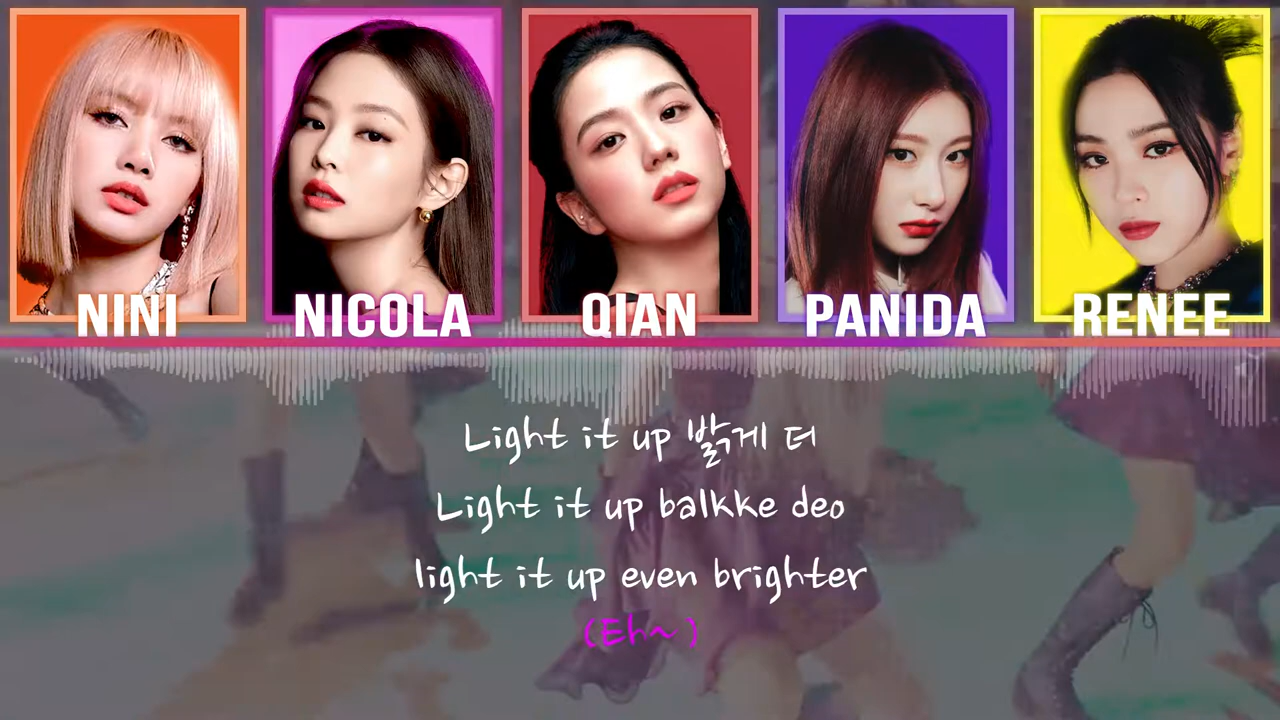 NINI
NICOLA
QIAN
PANIDA
RENEE
Light it up 밝게 더
Light it up balkke deo
light it up even brighter
(Eh~ )